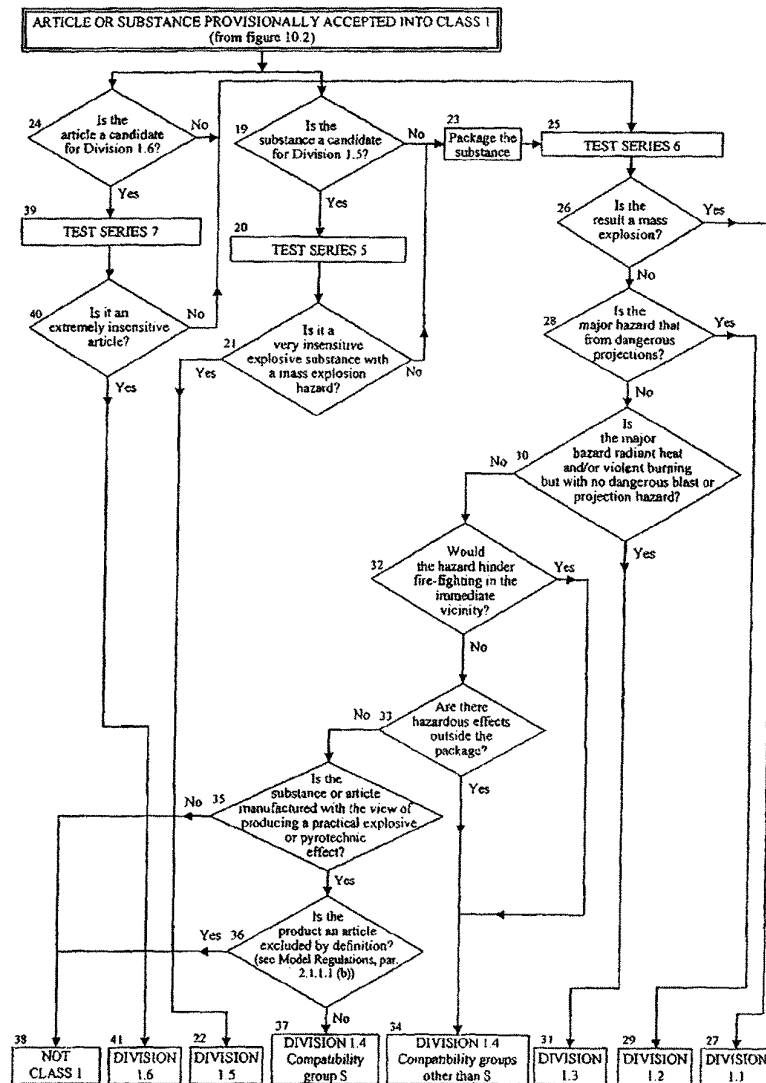 ARTICLE OR SUBSTANCE PROVISIONALLY ACCEPTED INTO CLASS 1
(from figure 10.2)
24
Is the
article a candidate
for Division 1.6?
No
Yes
19
Is the
substance a candidate
for Division 1.5?
No
Yes
23
Package the
substance
25
TEST SERIES 6
39
TEST SERIES 7
20
TEST SERIES 5
26
Is the
result a mass
explosion?
Yes
No
40
Is it an
extremely insensitive
article?
No
Yes
21
Is it a
very insensitive
explosive substance with
a mass explosion
hazard?
Yes
No
28
Is the
major hazard that
from dangerous
projections?
Yes
No
30
Is
the major
hazard radiant heat
and/or violent burning
but with no dangerous blast or
projection hazard?
No
Yes
32
Would
the hazard hinder
fire-fighting in the
immediate
vicinity?
Yes
No
33
Are there
hazardous effects
outside the
package?
No
Yes
35
Is the
substance or article
manufactured with the view of
producing a practical explosive
or pyrotechnic
effect?
No
Yes
36
Is the
product an article
excluded by definition?
(see Model Regulations, par.
2.1.1.1 (b))
Yes
No
38
NOT
CLASS 1
41
DIVISION
1.6
22
DIVISION
1.5
37
DIVISION 1.4
Compatibility
group S
34
DIVISION 1.4
Compatibility groups
other than S
31
DIVISION
1.3
29
DIVISION
1.2
27
DIVISION
1.1